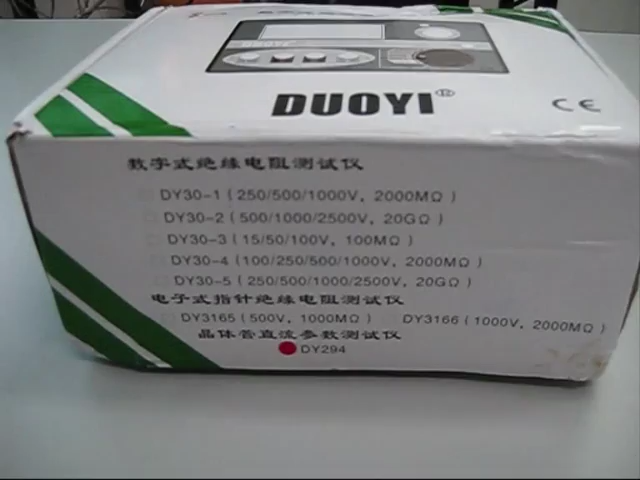 DUOYI
DUOYI® CE
数字式绝缘电阻测试仪
DY30-1 (250/500/1000V, 2000MΩ)
DY30-2 (500/1000/2500V, 20GΩ)
DY30-3 (15/50/100V, 100MΩ)
DY30-4 (100/250/500/1000V, 2000MΩ)
DY30-5 (250/500/1000/2500V, 20GΩ)
电子式指针绝缘电阻测试仪
DY3165 (500V, 1000MΩ) DY3166 (1000V, 2000MΩ)
晶体管直流参数测试仪
DY294